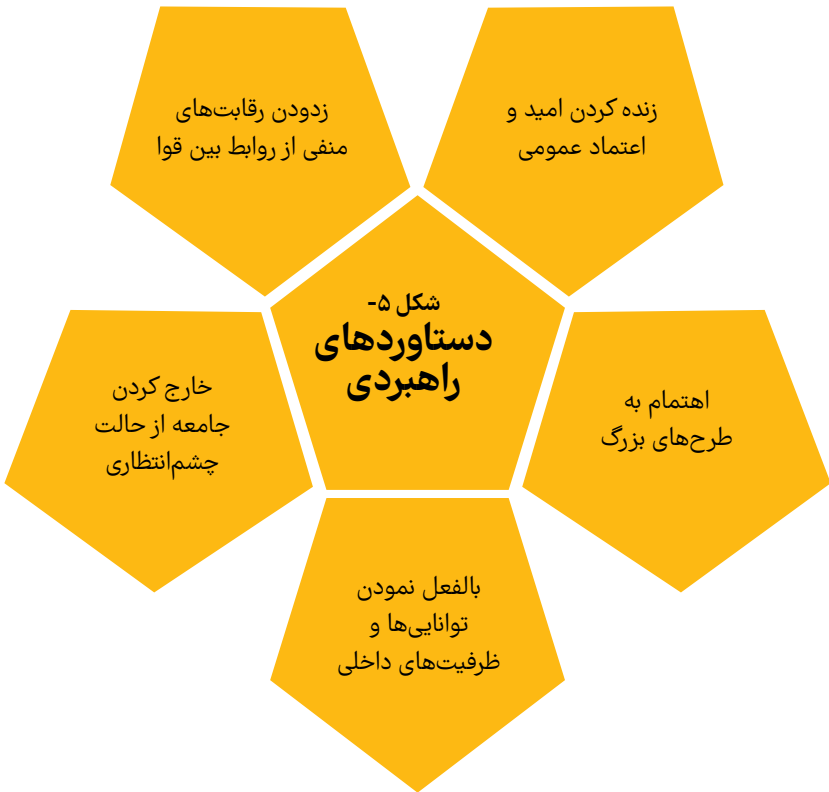 زنده کردن امید و
اعتماد عمومی
زدودن رقابت‌های
منفی از روابط بین قوا
شکل ۵-
دستاوردهای
راهبردی
اهتمام به
طرح‌های بزرگ
خارج کردن
جامعه از حالت
چشم‌انتظاری
بالفعل نمودن
توانایی‌ها و
ظرفیت‌های داخلی